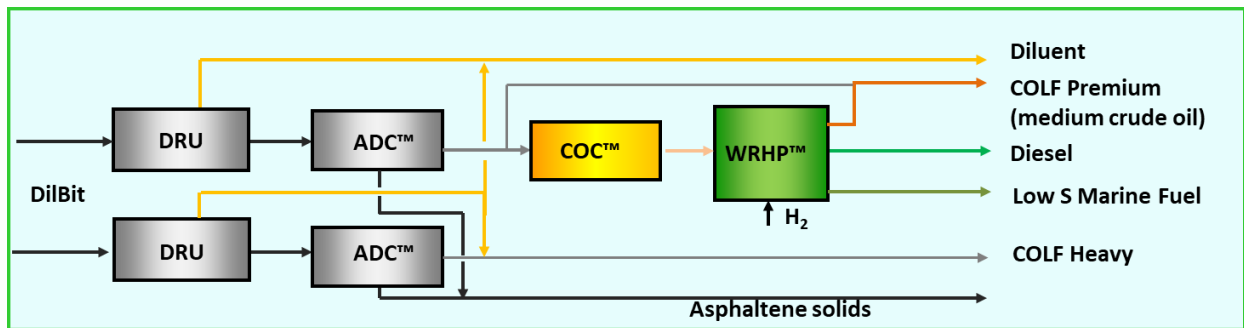 Diluent
COLF Premium
(medium crude oil)
DRU
ADC™
COC™
WRHP™
Diesel
DilBit
Low S Marine Fuel
H2
DRU
ADC™
COLF Heavy
Asphaltene solids